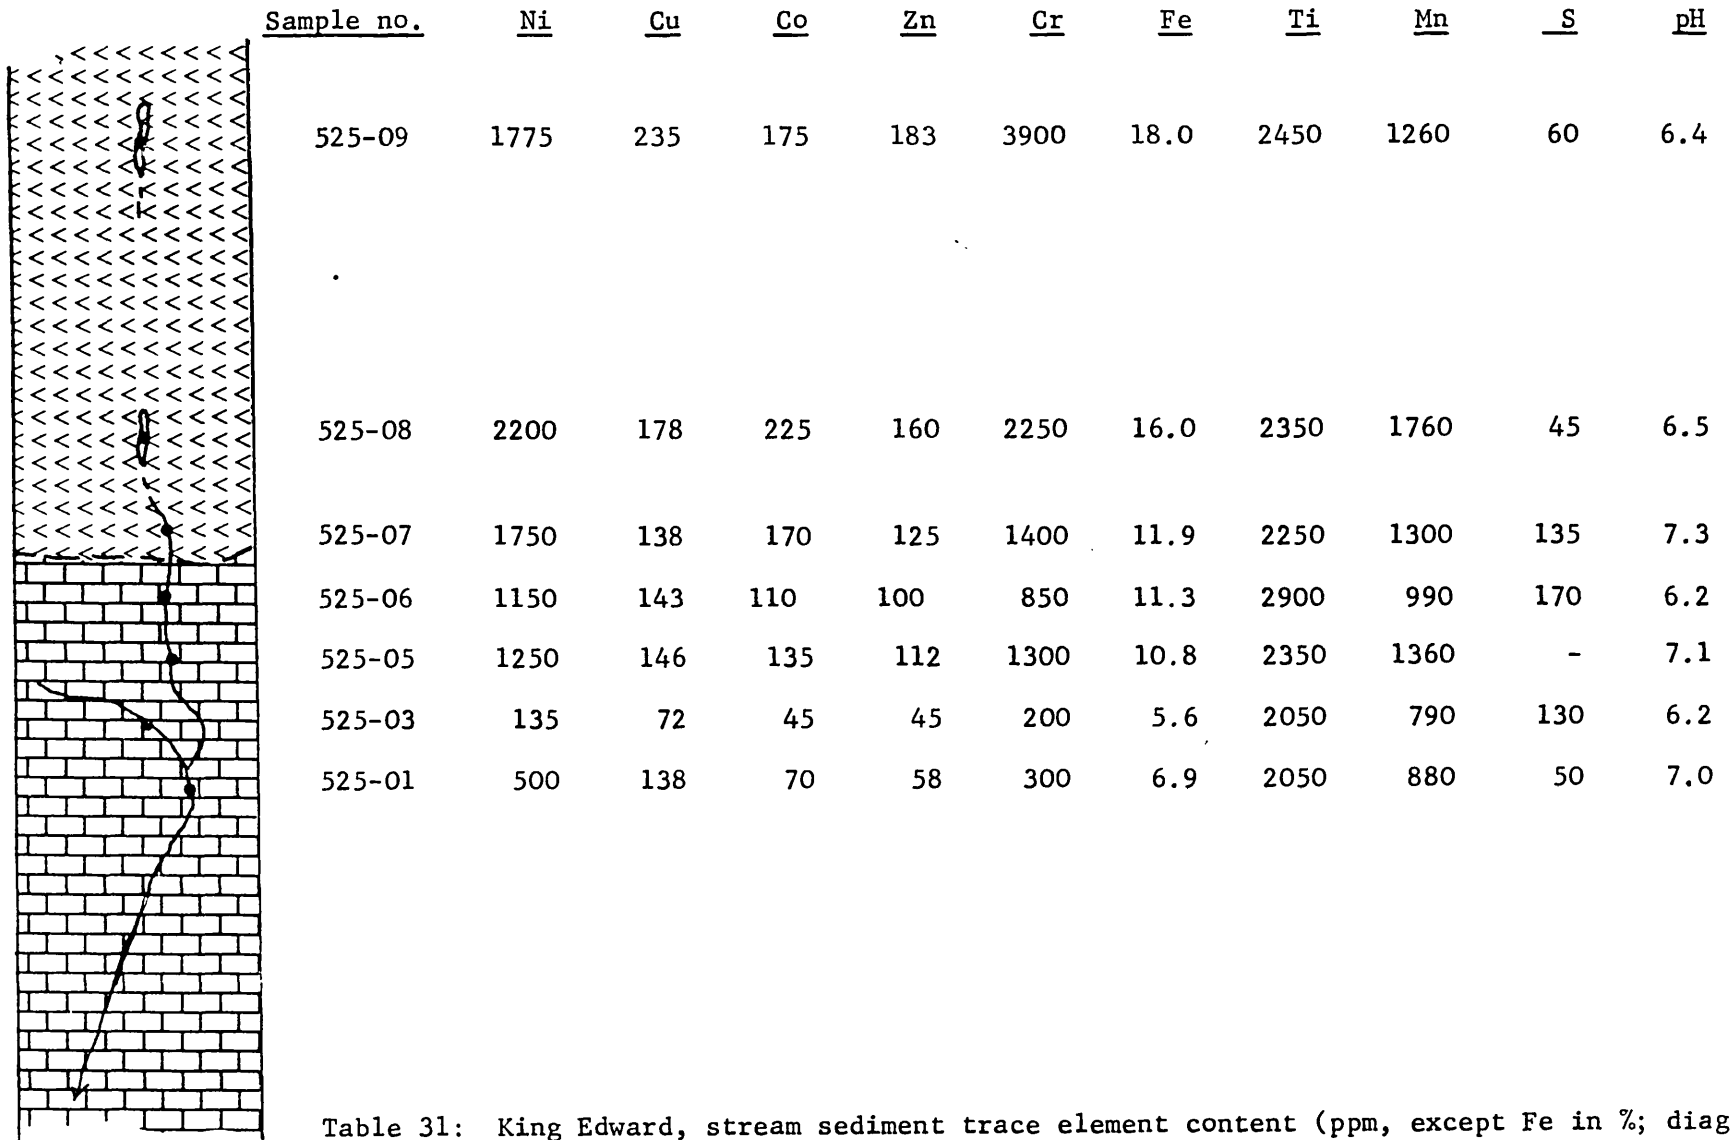 Sample no. Ni Cu Co Zn Cr Fe Ti Mn S pH
525-09 1775 235 175 183 3900 18.0 2450 1260 60 6.4
525-08 2200 178 225 160 2250 16.0 2350 1760 45 6.5
525-07 1750 138 170 125 1400 11.9 2250 1300 135 7.3
525-06 1150 143 110 100 850 11.3 2900 990 170 6.2
525-05 1250 146 135 112 1300 10.8 2350 1360 - 7.1
525-03 135 72 45 45 200 5.6 2050 790 130 6.2
525-01 500 138 70 58 300 6.9 2050 880 50 7.0
Table 31: King Edward, stream sediment trace element content (ppm, except Fe in %; diag